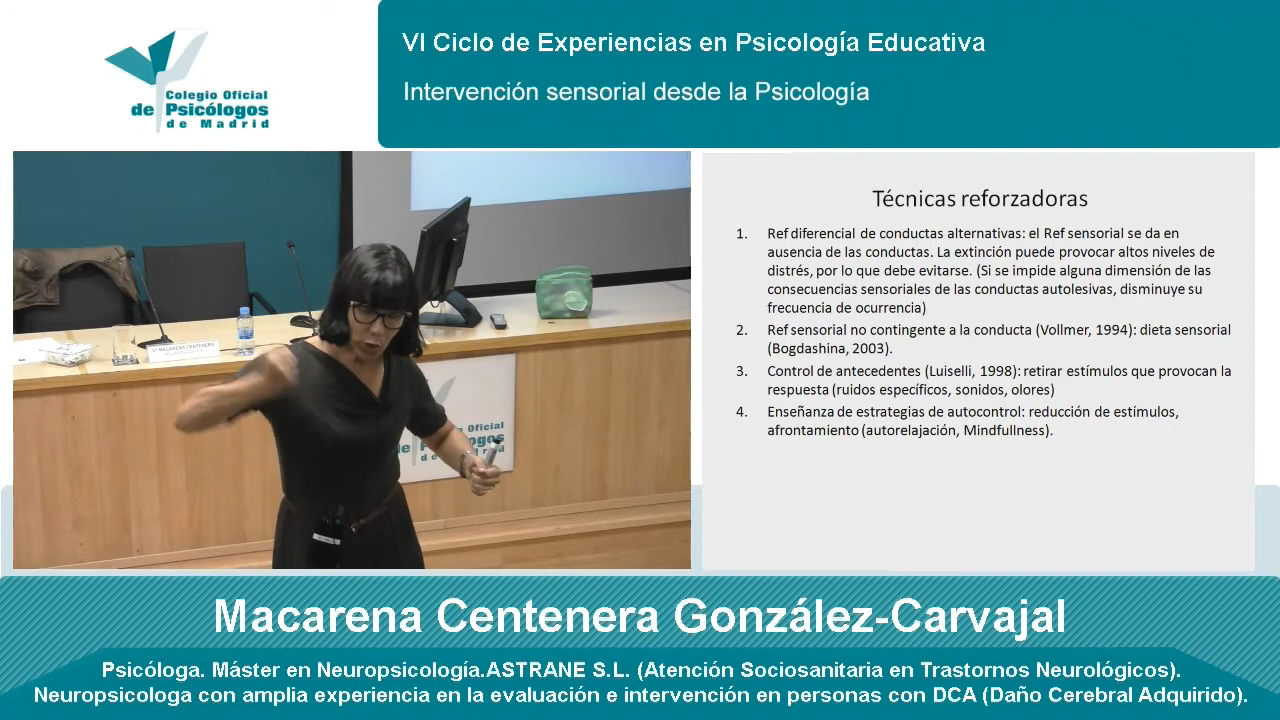 VI Ciclo de Experiencias en Psicología Educativa
Intervención sensorial desde la Psicología
Colegio Oficial
de Psicólogos
de Madrid
Técnicas reforzadoras
1. Ref diferencial de conductas alternativas: el Ref sensorial se da en
ausencia de las conductas. La extinción puede provocar altos niveles de
distrés, por lo que debe evitarse. (Si se impide alguna dimensión de las
consecuencias sensoriales de las conductas autolesivas, disminuye su
frecuencia de ocurrencia)
2. Ref sensorial no contingente a la conducta (Vollmer, 1994): dieta sensorial
(Bogdashina, 2003).
3. Control de antecedentes (Luiselli, 1998): retirar estímulos que provocan la
respuesta (ruidos específicos, sonidos, olores)
4. Enseñanza de estrategias de autocontrol: reducción de estímulos,
afrontamiento (autorelajación, Mindfullness).
MACARENA CENTENERA
Oficial
Macarena Centenera González-Carvajal
Psicóloga. Máster en Neuropsicología.ASTRANE S.L. (Atención Sociosanitaria en Trastornos Neurológicos).
Neuropsicologa con amplia experiencia en la evaluación e intervención en personas con DCA (Daño Cerebral Adquirido).